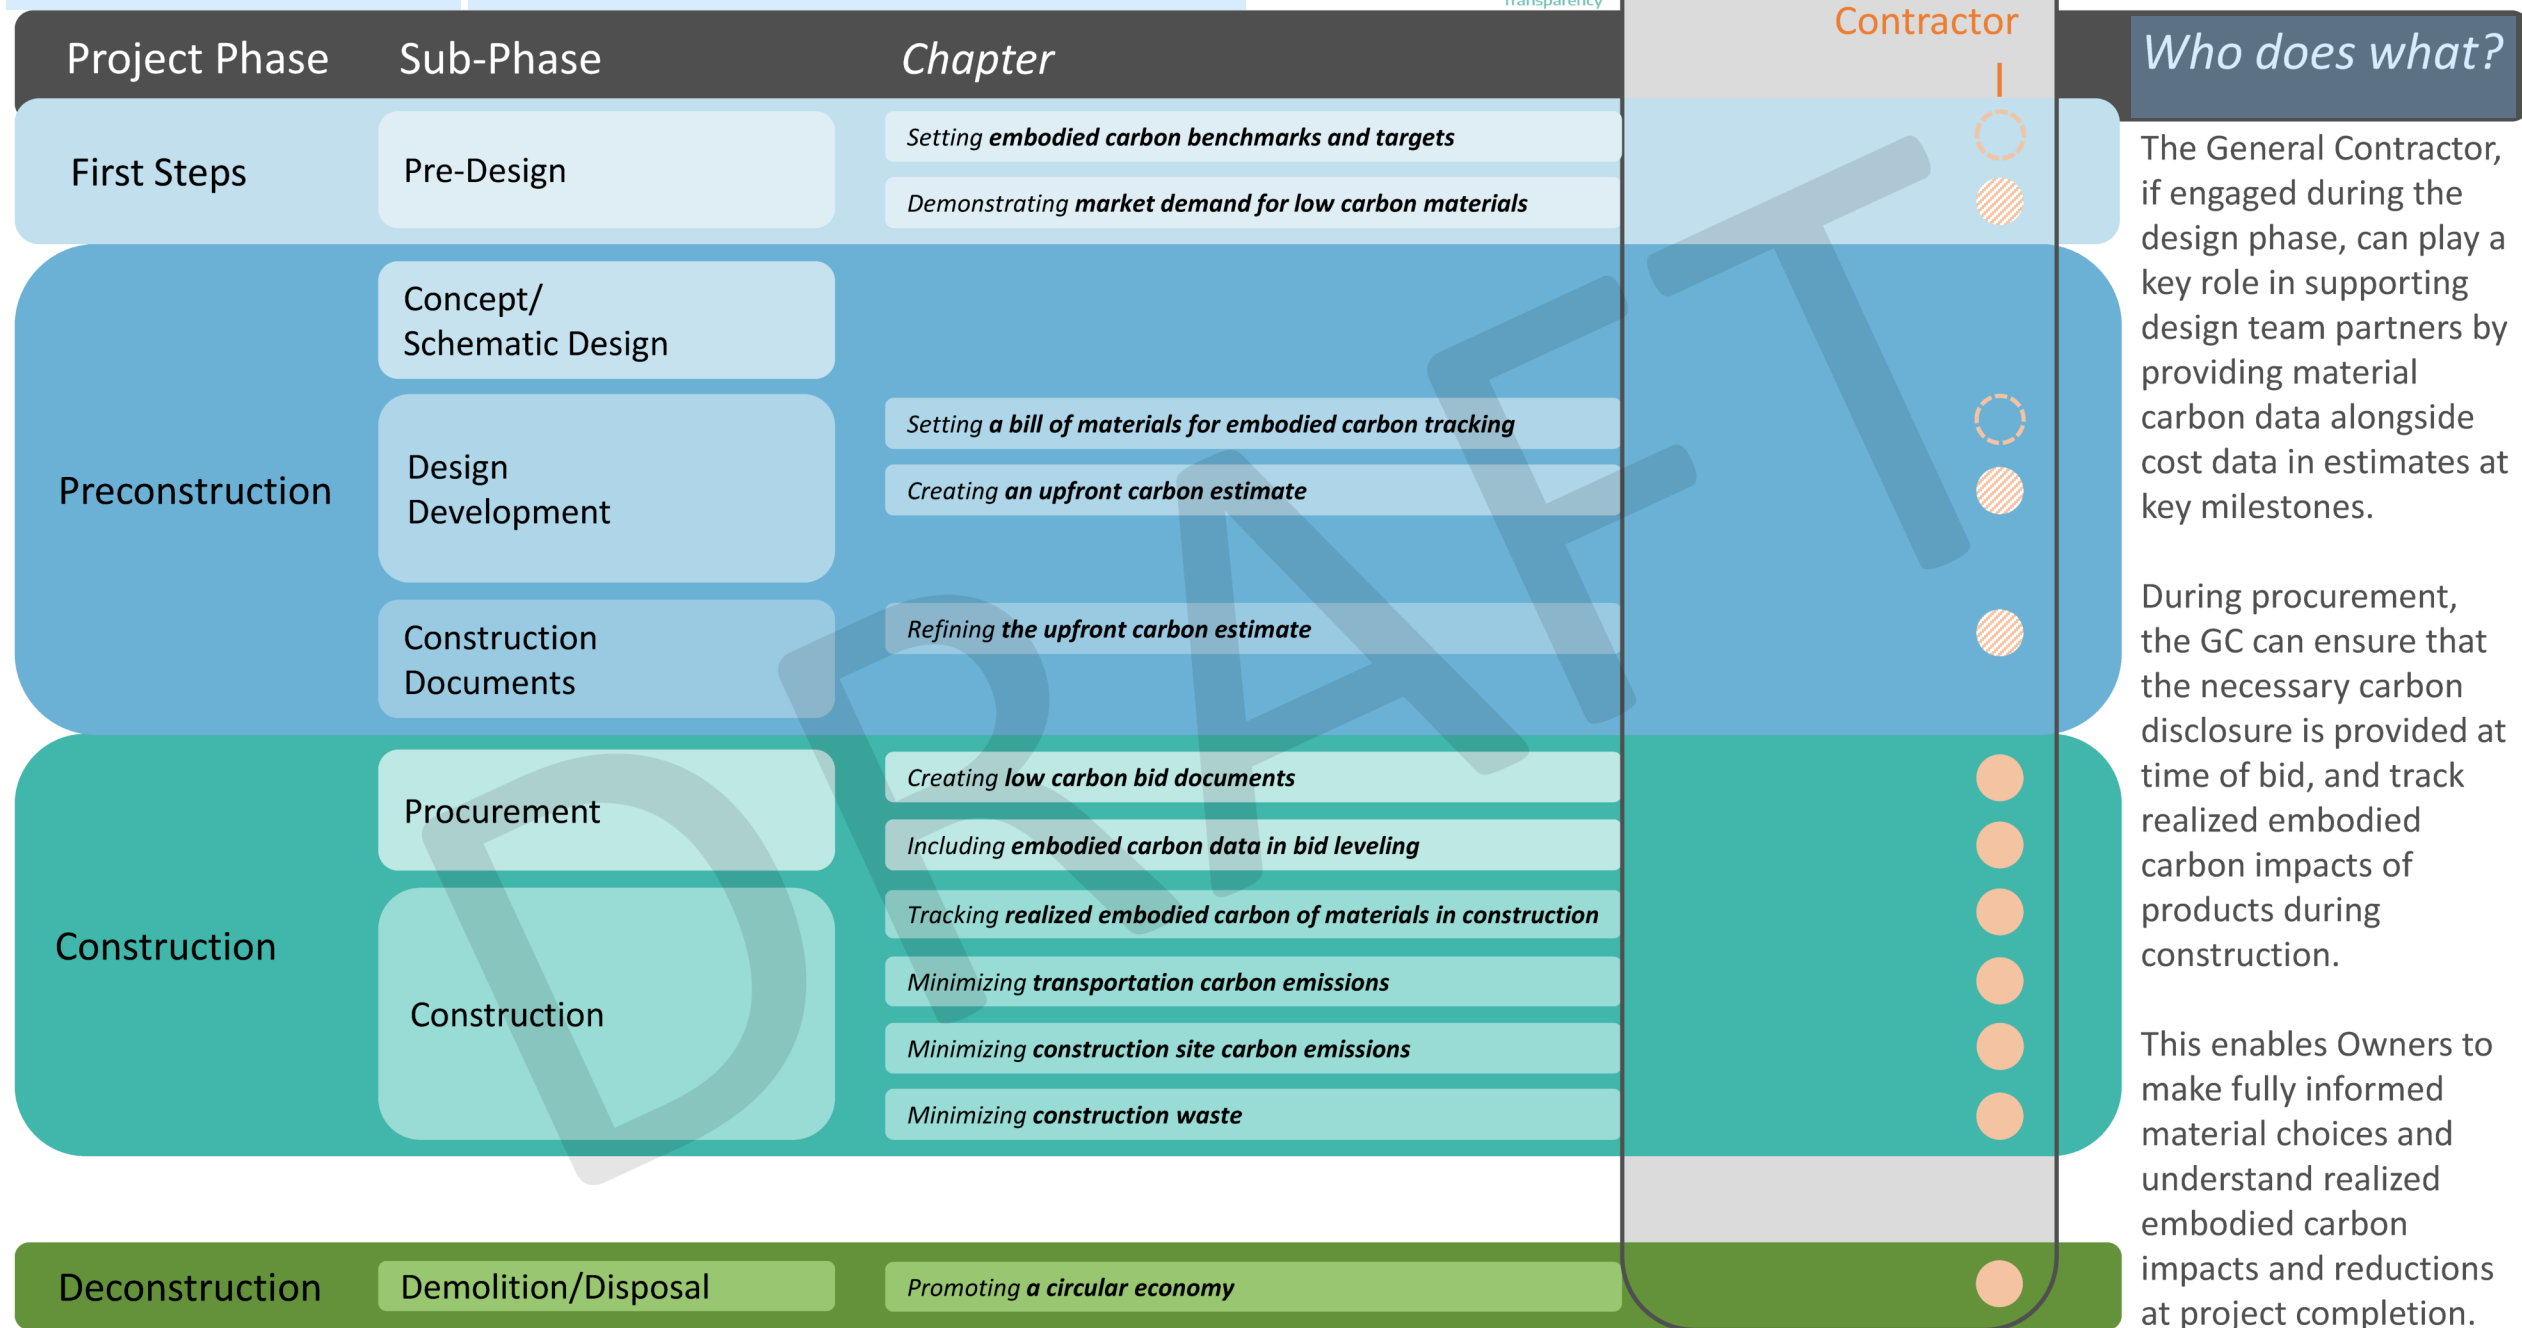 Transparency
Contractor
Project Phase
Sub-Phase
Chapter
Who does what?
First Steps
Pre-Design
Setting embodied carbon benchmarks and targets
Demonstrating market demand for low carbon materials
Preconstruction
Concept/
Schematic Design
Design
Development
Setting a bill of materials for embodied carbon tracking
Creating an upfront carbon estimate
Construction
Documents
Refining the upfront carbon estimate
Construction
Procurement
Creating low carbon bid documents
Including embodied carbon data in bid leveling
Construction
Tracking realized embodied carbon of materials in construction
Minimizing transportation carbon emissions
Minimizing construction site carbon emissions
Minimizing construction waste
Deconstruction
Demolition/Disposal
Promoting a circular economy
The General Contractor,
if engaged during the
design phase, can play a
key role in supporting
design team partners by
providing material
carbon data alongside
cost data in estimates at
key milestones.
During procurement,
the GC can ensure that
the necessary carbon
disclosure is provided at
time of bid, and track
realized embodied
carbon impacts of
products during
construction.
This enables Owners to
make fully informed
material choices and
understand realized
embodied carbon
impacts and reductions
at project completion.
DRAFT